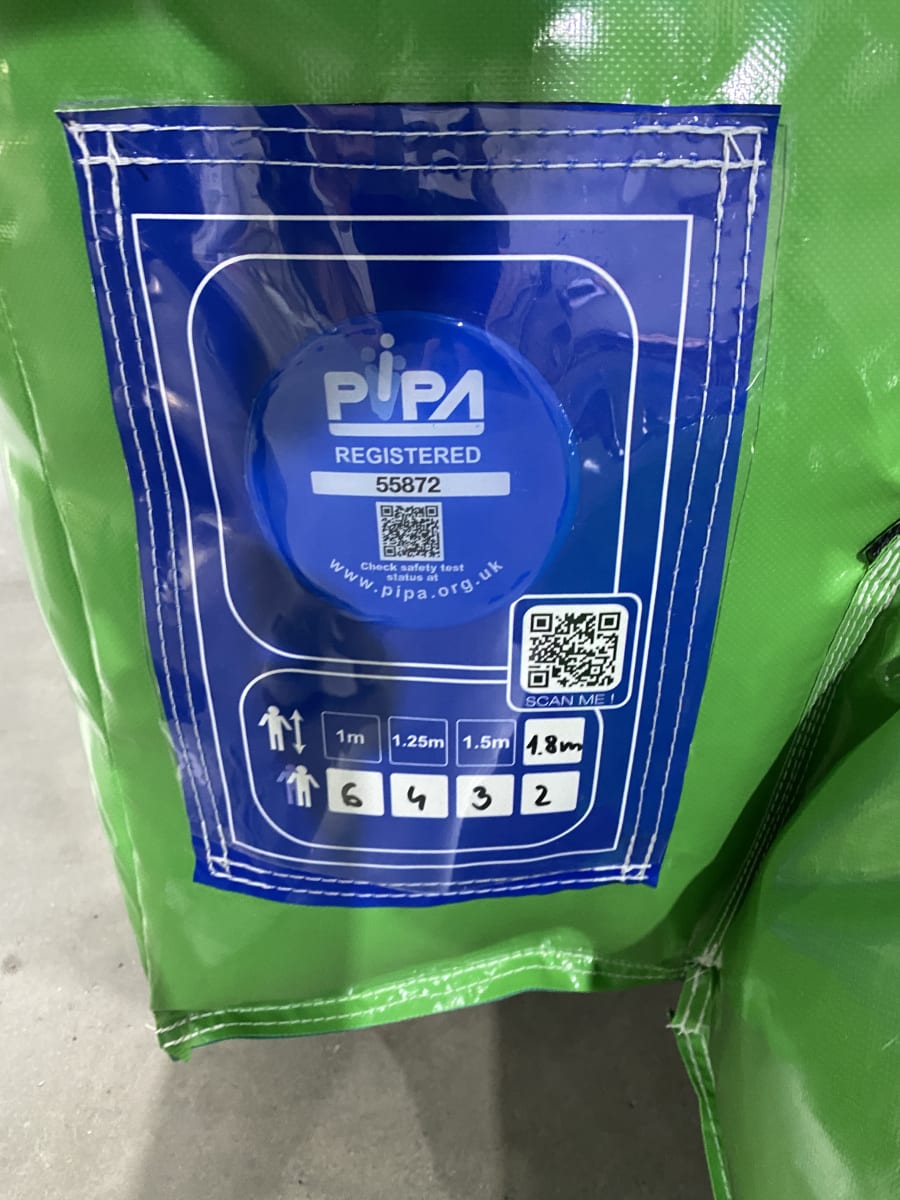 PIPA
REGISTERED
55872
Check safety test
status at
www.pipa.org.uk
SCAN ME !
1m 1.25m 1.5m 1.8m
6 4 3 2